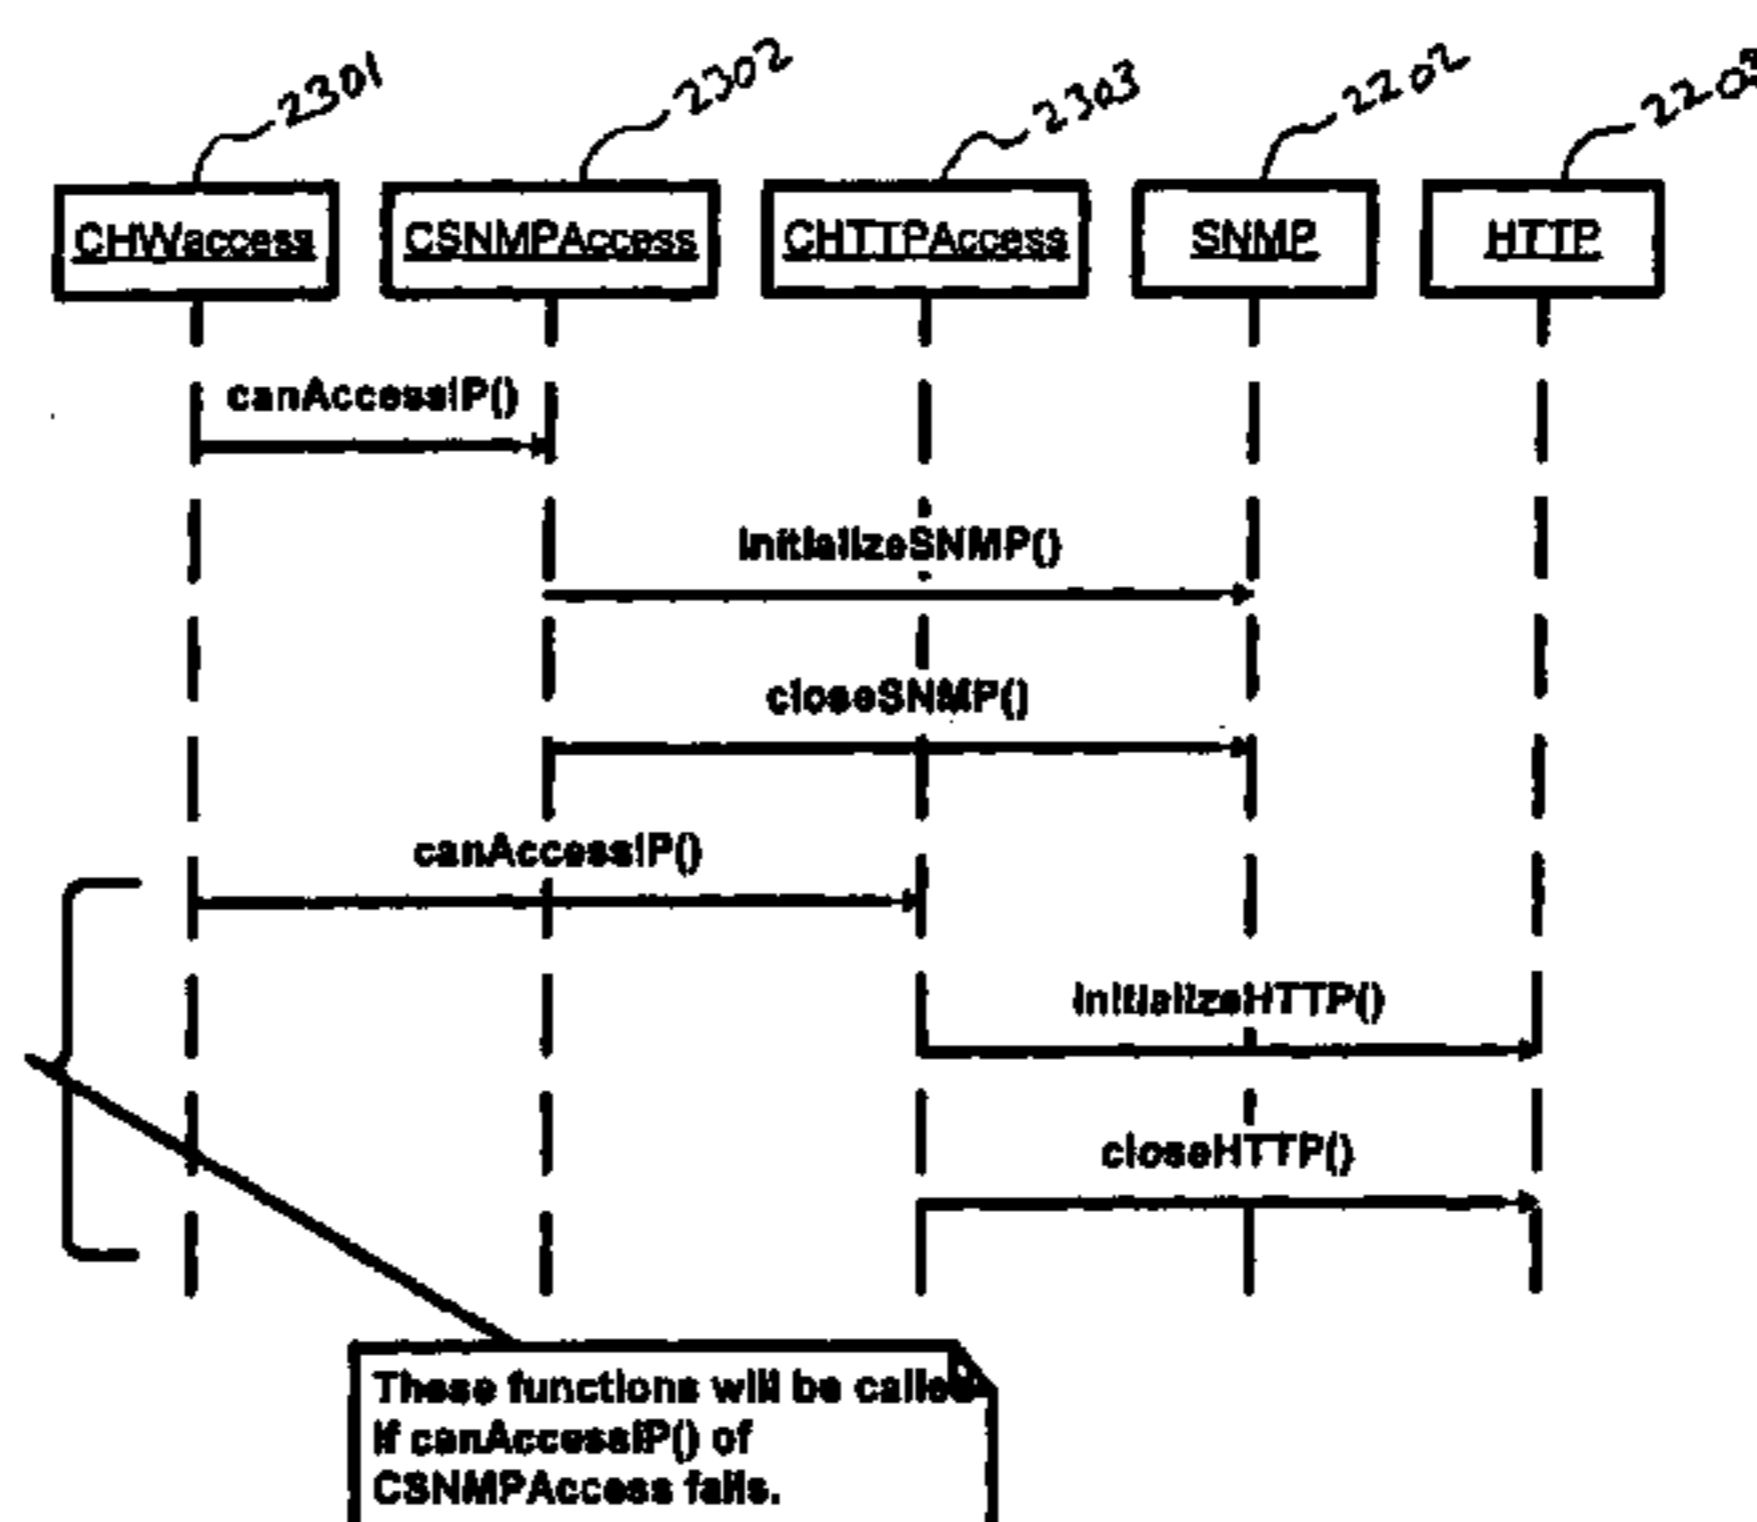 2301
2302
2303
2202
CHWaccess
CSNMPAccess
CHTTPAccess
SNMP
HTTP
canAccessIP()
initializeSNMP()
closeSNMP()
canAccessIP()
initializeHTTP()
closeHTTP()
These functions will be called
if canAccessIP() of
CSNMPAccess fails.